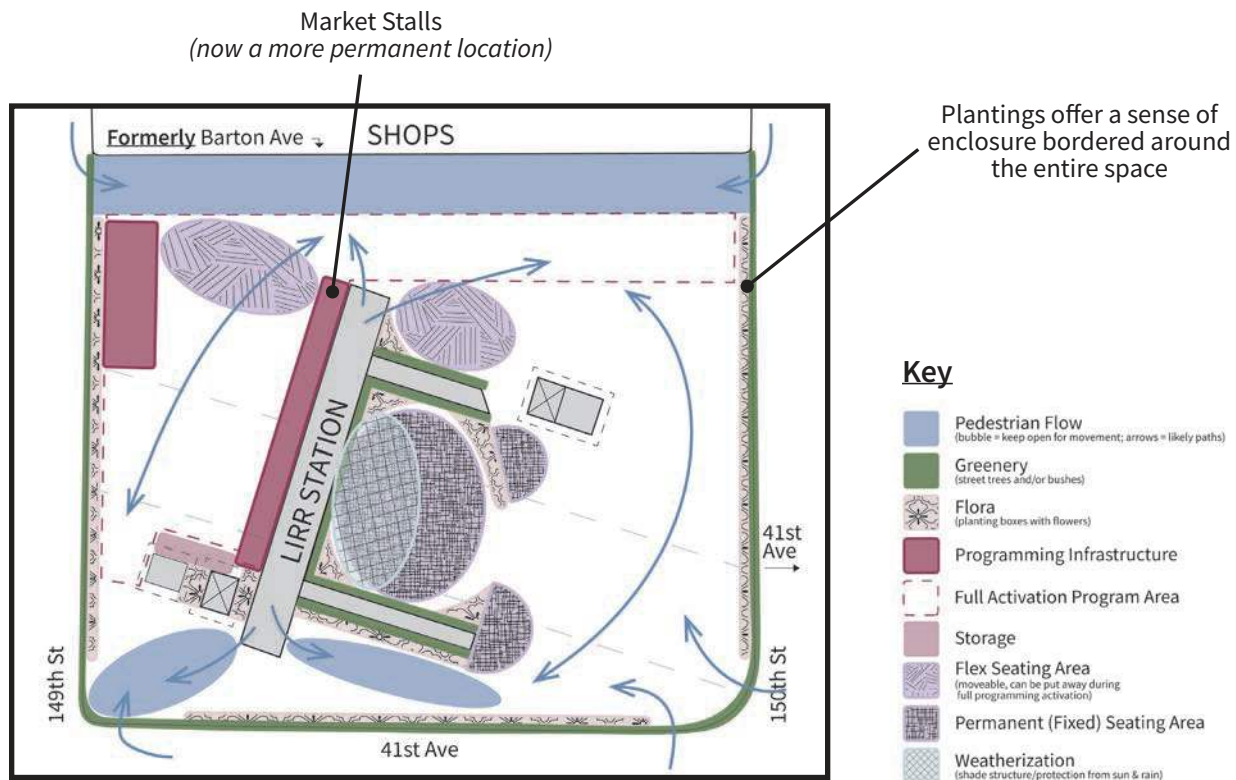 Market Stalls
(now a more permanent location)
Plantings offer a sense of
enclosure bordered around
the entire space
Formerly Barton Ave
SHOPS
LIRR STATION
41st
Ave
149th St
150th St
41st Ave
Key
Pedestrian Flow
(bubble = keep open for movement; arrows = likely paths)
Greenery
(street trees and/or bushes)
Flora
(planting boxes with flowers)
Programming Infrastructure
Full Activation Program Area
Storage
Flex Seating Area
(moveable, can be put away during
full programming activation)
Permanent (Fixed) Seating Area
Weatherization
(shade structure/protection from sun & rain)